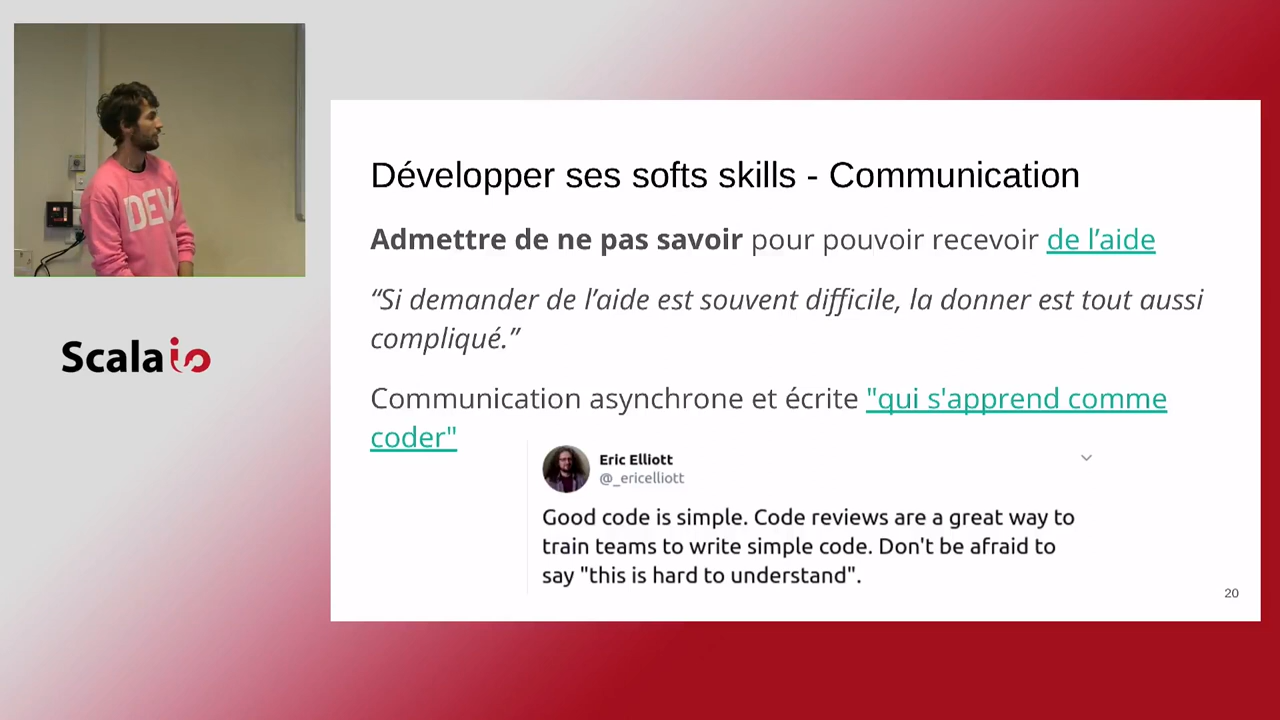 DEV
Scala io
Développer ses softs skills - Communication
Admettre de ne pas savoir pour pouvoir recevoir de l’aide
“Si demander de l’aide est souvent difficile, la donner est tout aussi
compliqué.”
Communication asynchrone et écrite "qui s'apprend comme
coder"
Eric Elliott
@_ericelliott
Good code is simple. Code reviews are a great way to
train teams to write simple code. Don't be afraid to
say "this is hard to understand".
20